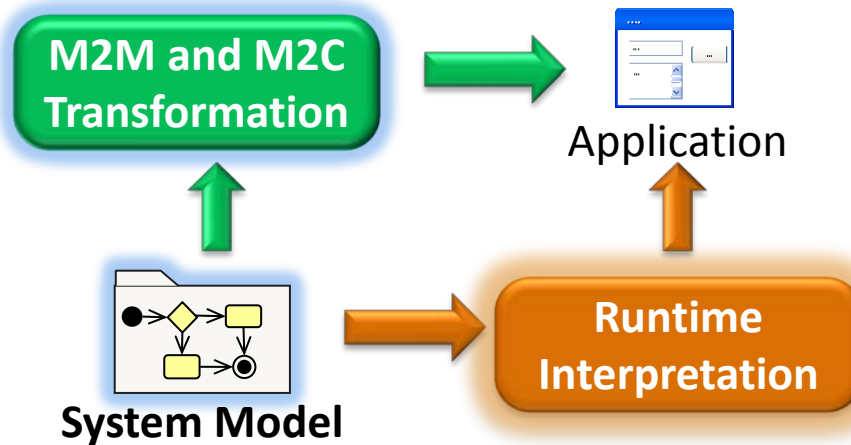 M2M and M2C
Transformation
....
...
...
...
Application
Runtime
Interpretation
System Model